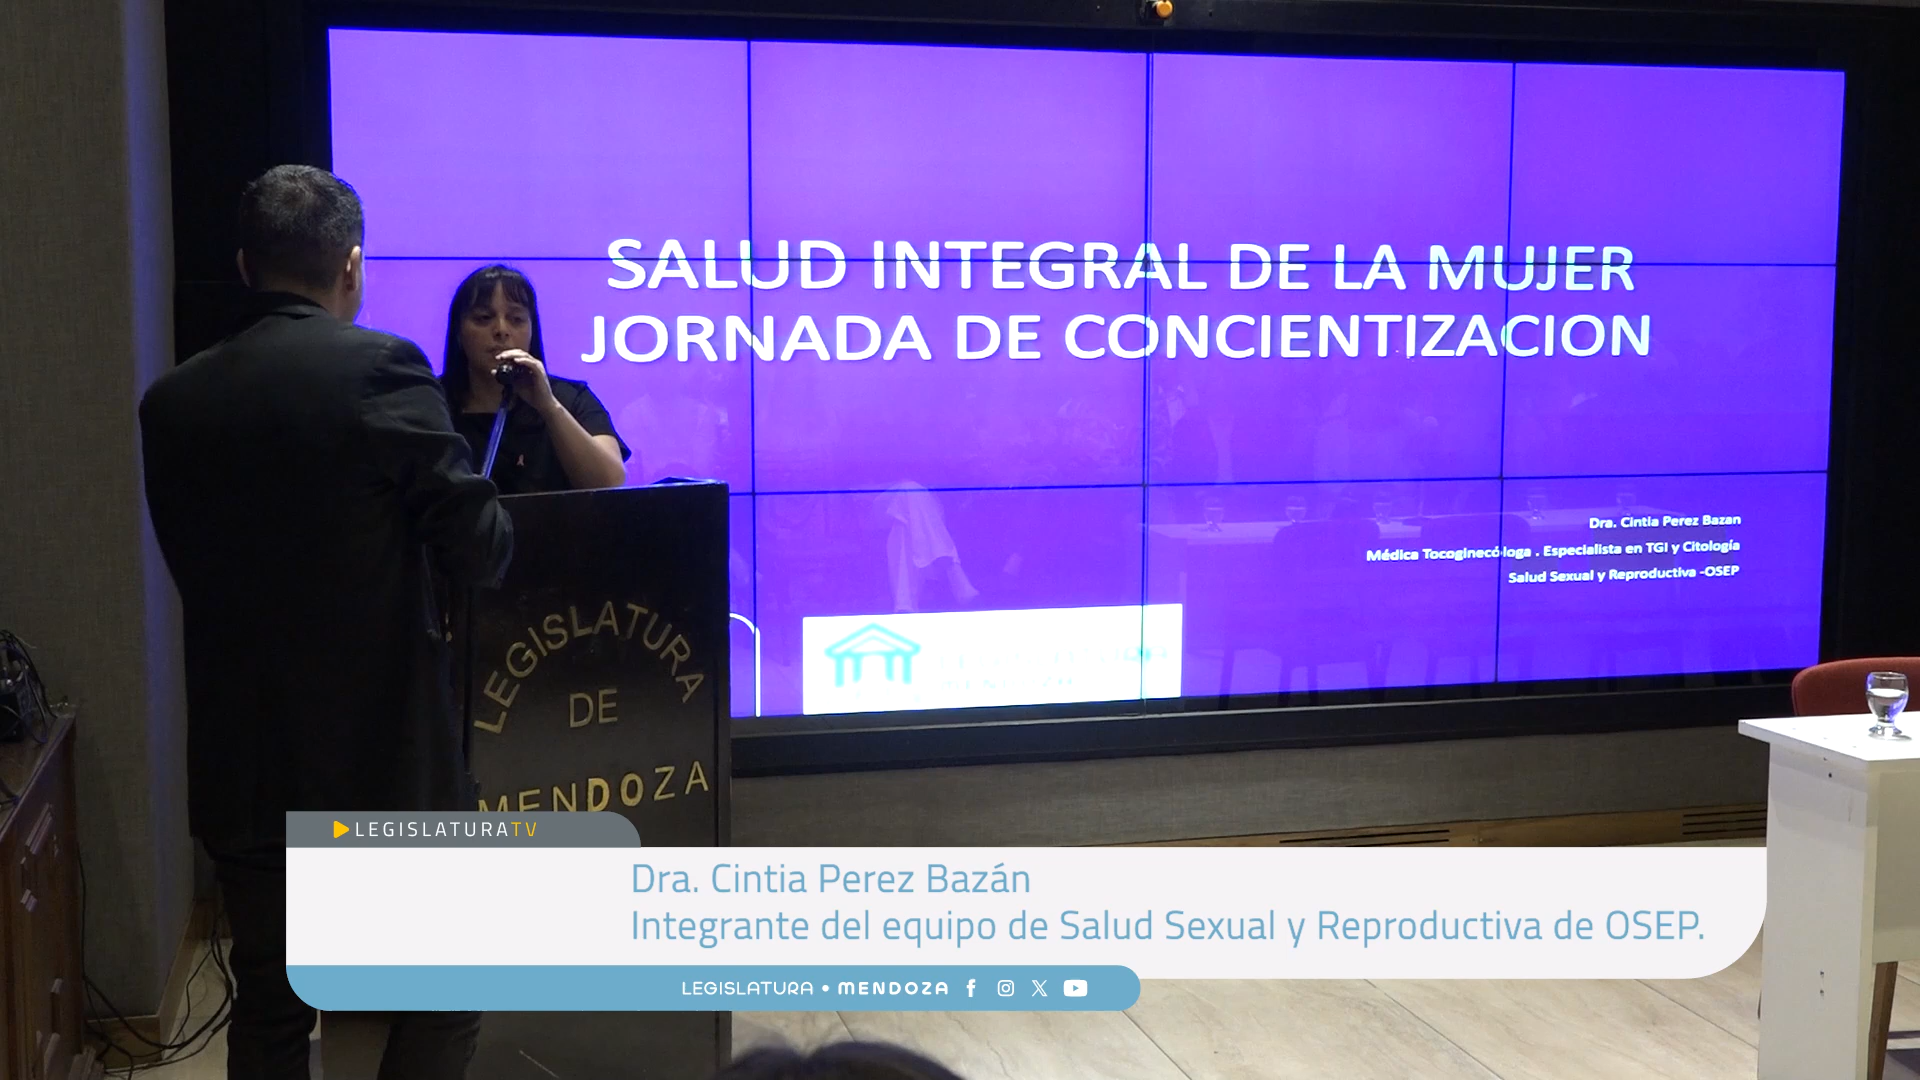 SALUD INTEGRAL DE LA MUJER
JORNADA DE CONCIENTIZACION
Dra. Cintia Perez Bazan
Médica Tocoginecóloga . Especialista en TGI y Citología
Salud Sexual y Reproductiva -OSEP
LEGISLATURA
DE
MENDOZA
LEGISLATURATV
Dra. Cintia Perez Bazán
Integrante del equipo de Salud Sexual y Reproductiva de OSEP.
LEGISLATURA • MENDOZA